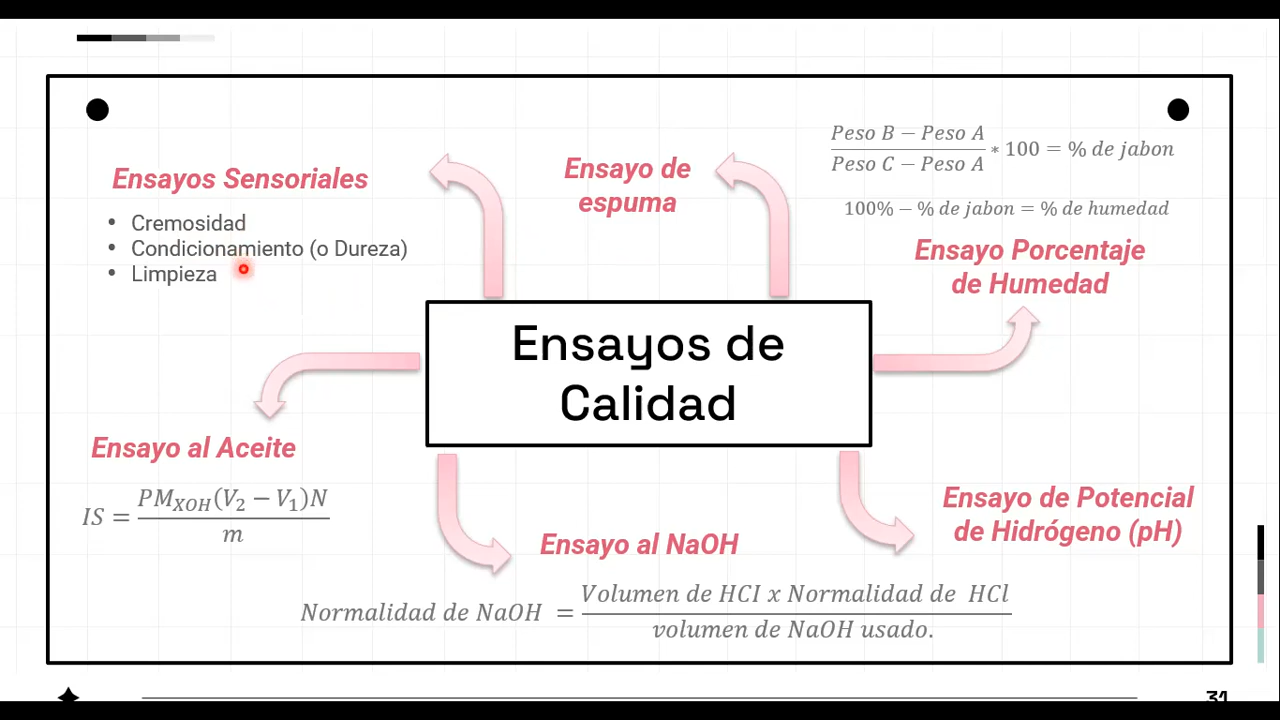 Ensayos Sensoriales
• Cremosidad
• Condicionamiento (o Dureza)
• Limpieza
Ensayo de
espuma
Peso B − Peso A
Peso C − Peso A
∗ 100 = % de jabon
100% − % de jabon = % de humedad
Ensayo Porcentaje
de Humedad
Ensayos de
Calidad
Ensayo al Aceite
IS = PM_XOH(V_2 − V_1)N
m
Ensayo al NaOH
Normalidad de NaOH = Volumen de HCI x Normalidad de HCl
volumen de NaOH usado.
Ensayo de Potencial
de Hidrógeno (pH)
31